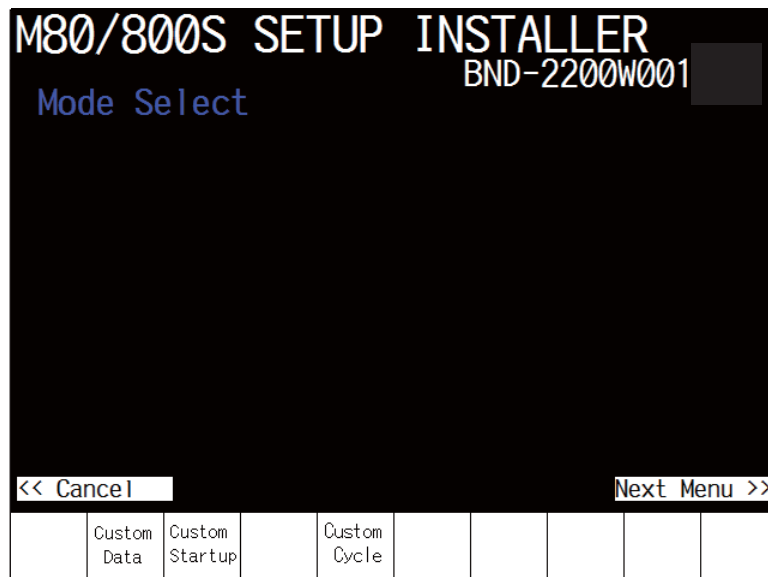 M80/800S SETUP INSTALLER
BND-2200W001
Mode Select
<< Cancel
Next Menu >>
Custom Data
Custom Startup
Custom Cycle